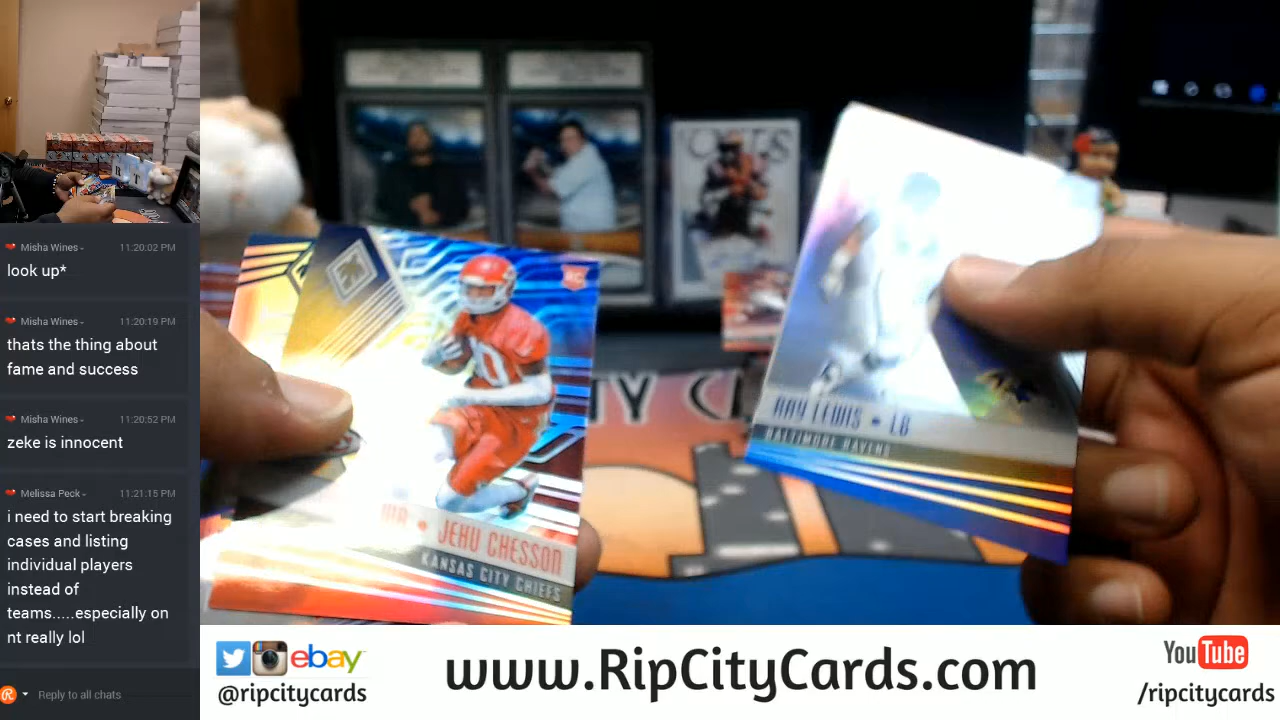 Misha Wines
11:20:02 PM
look up*
Misha Wines
11:20:19 PM
thats the thing about
fame and success
Misha Wines
11:20:52 PM
zeke is innocent
Melissa Peck
11:21:15 PM
i need to start breaking
cases and listing
individual players
instead of
teams.....especially on
nt really lol
Reply to all chats
RC
WR • JEHU CHESSON
KANSAS CITY CHIEFS
RAY LEWIS • LB
BALTIMORE RAVENS
ebay
@ripcitycards
www.RipCityCards.com
YouTube
/ripcitycards